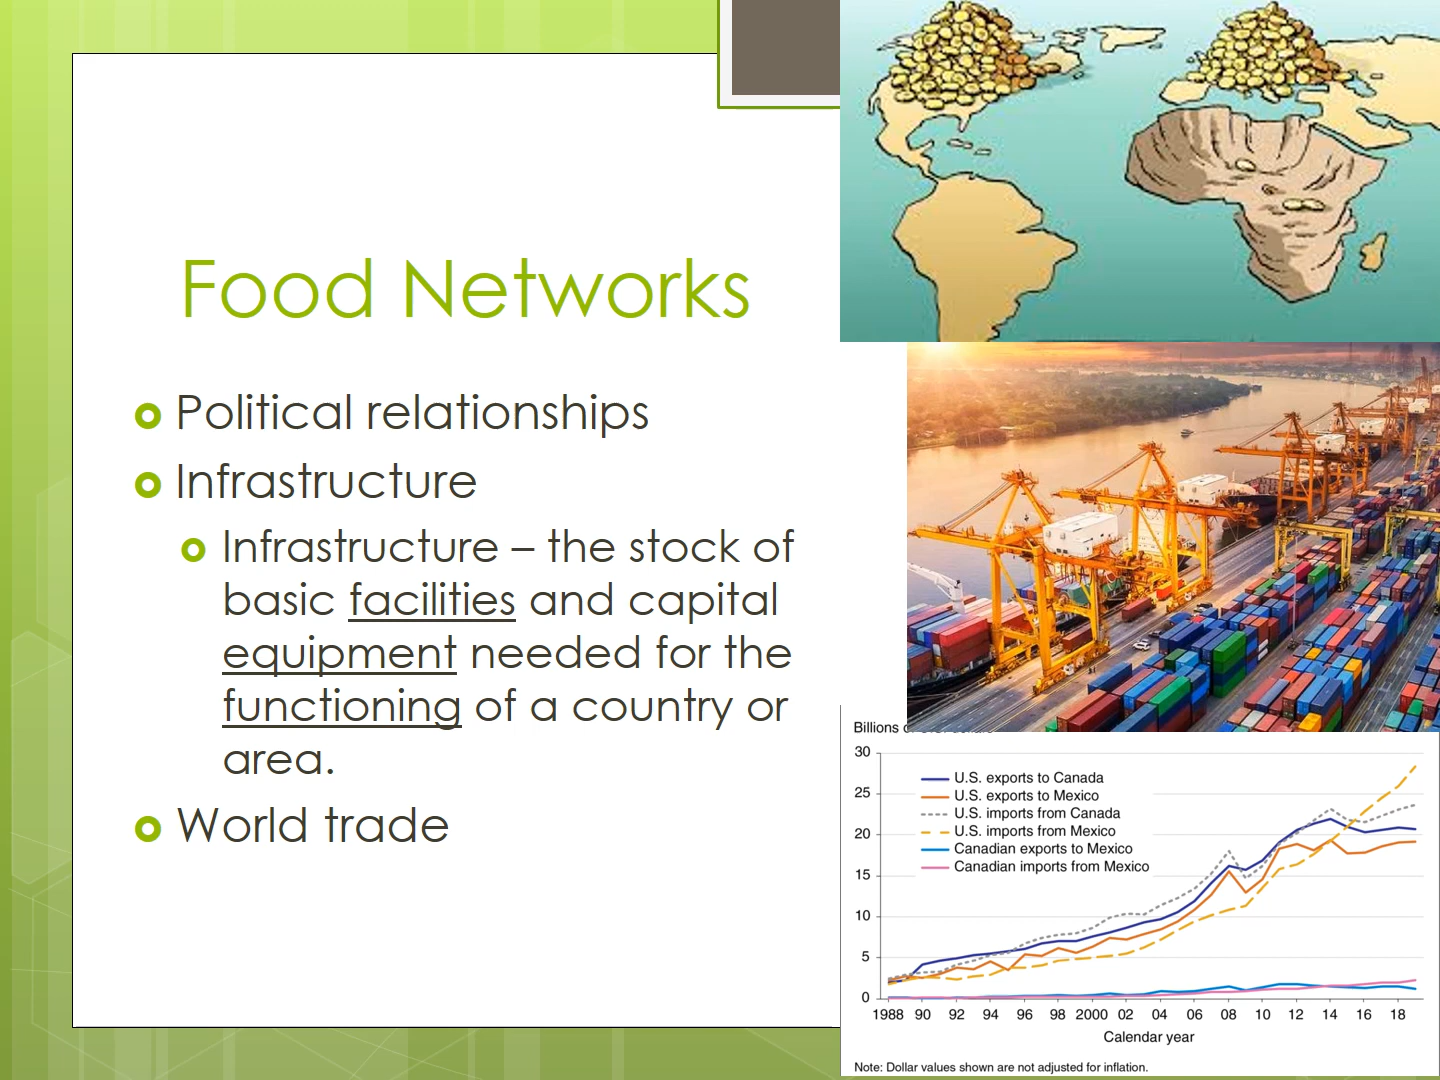 Food Networks
Political relationships
Infrastructure
Infrastructure – the stock of
basic facilities and capital
equipment needed for the
functioning of a country or
area.
World trade
Billions
30
25
20
15
10
5
0
U.S. exports to Canada
U.S. exports to Mexico
U.S. imports from Canada
U.S. imports from Mexico
Canadian exports to Mexico
Canadian imports from Mexico
1988 90 92 94 96 98 2000 02 04 06 08 10 12 14 16 18
Calendar year
Note: Dollar values shown are not adjusted for inflation.